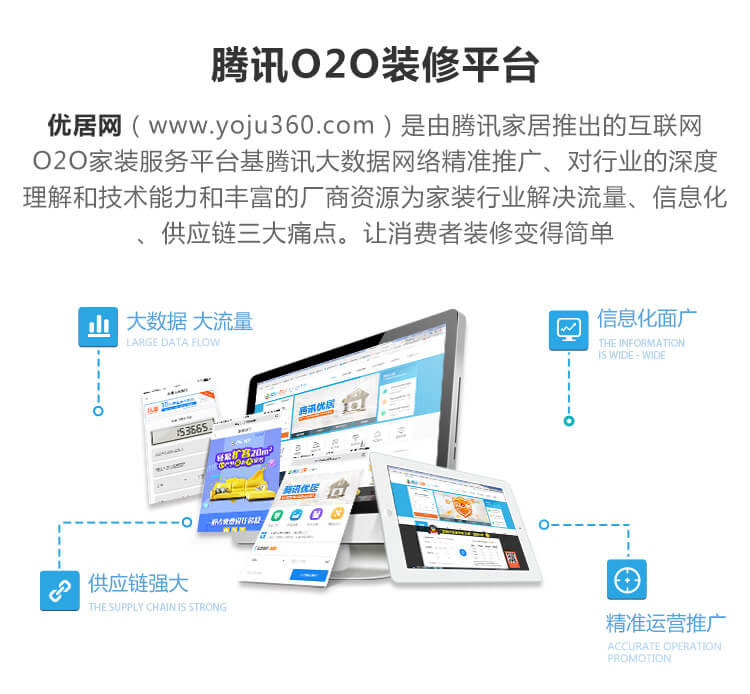 腾讯O2O装修平台
优居网（www.yoju360.com）是由腾讯家居推出的互联网
O2O家装服务平台基腾讯大数据网络精准推广、对行业的深度
理解和技术能力和丰富的厂商资源为家装行业解决流量、信息化
、供应链三大痛点。让消费者装修变得简单
大数据 大流量
LARGE DATA FLOW
信息化面广
THE INFORMATION
IS WIDE - WIDE
腾讯优居
153665
轻松扩容20m²
腾讯优居
供应链强大
THE SUPPLY CHAIN IS STRONG
精准运营推广
ACCURATE OPERATION
PROMOTION